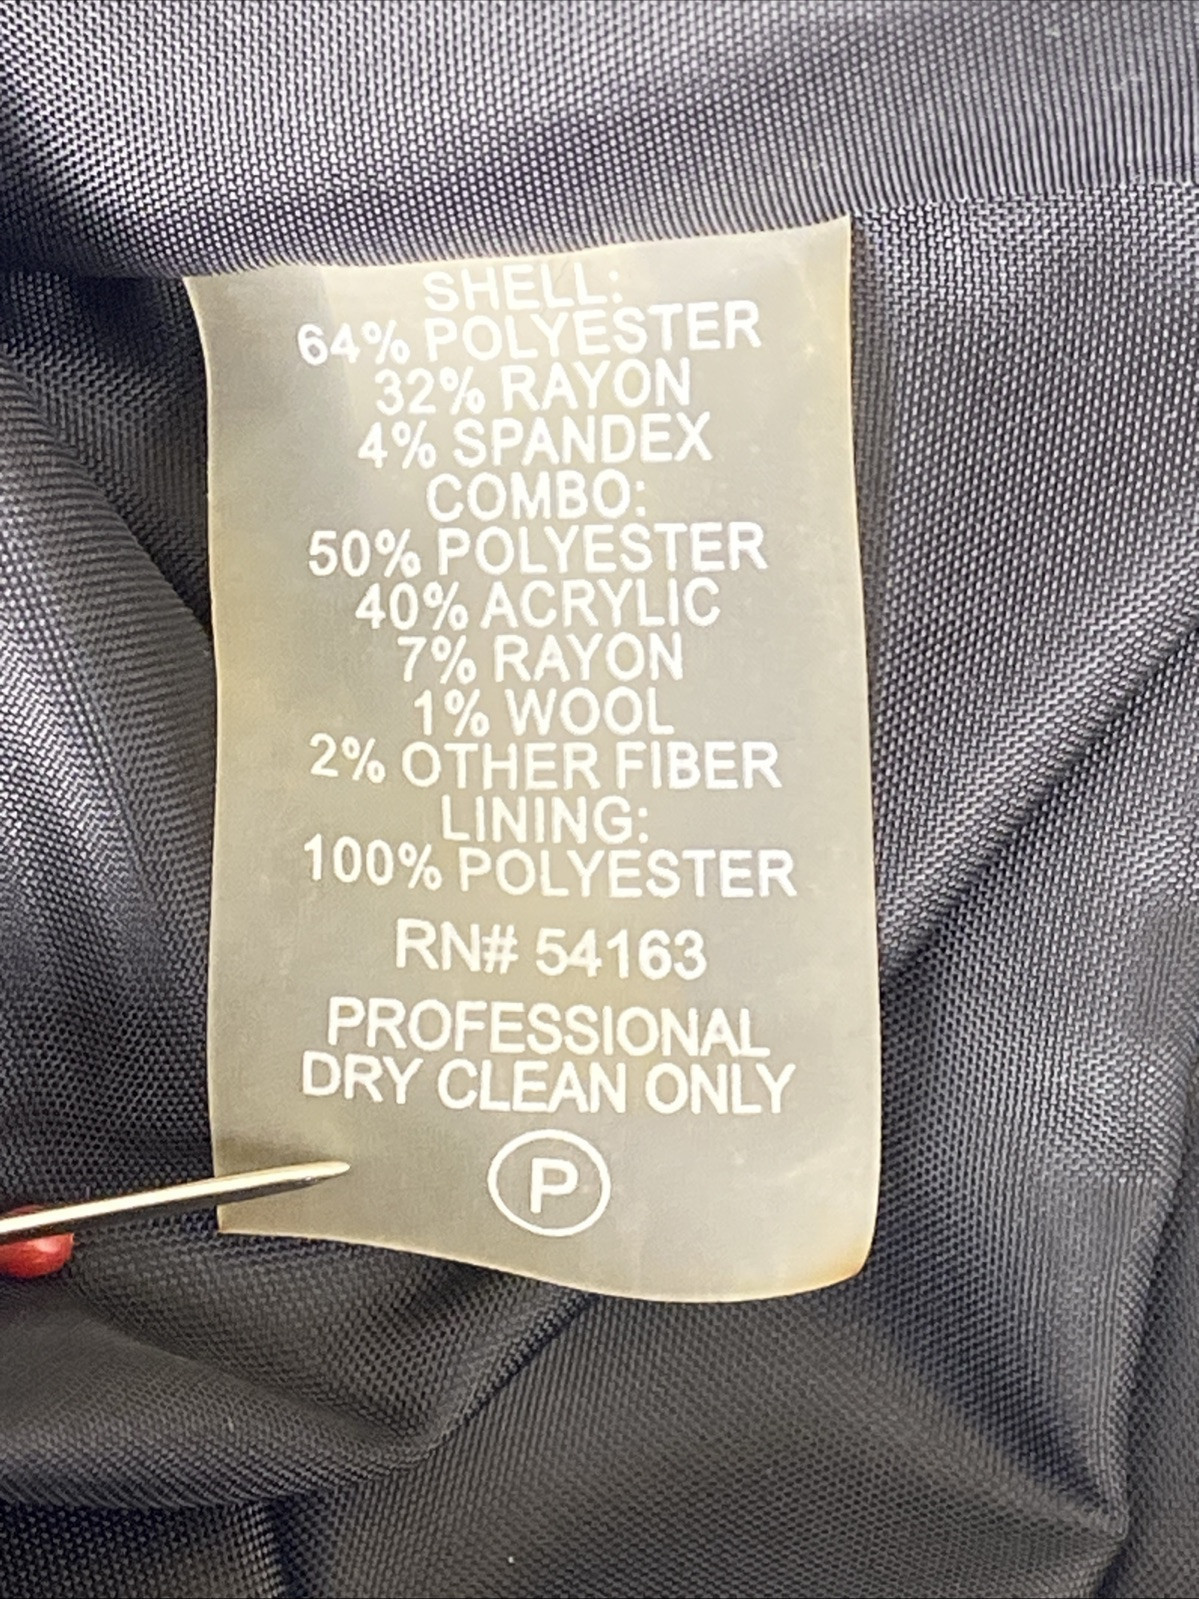 SHELL:
64% POLYESTER
32% RAYON
4% SPANDEX
COMBO:
50% POLYESTER
40% ACRYLIC
7% RAYON
1% WOOL
2% OTHER FIBER
LINING:
100% POLYESTER
RN# 54163
PROFESSIONAL
DRY CLEAN ONLY
P